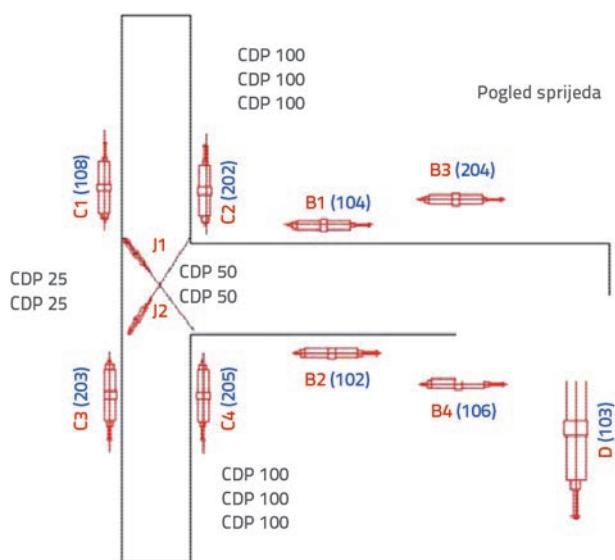 CDP 100
CDP 100
CDP 100
Pogled sprijeda
C1 (108)
C2 (202)
B1 (104)
B3 (204)
J1
CDP 25
CDP 25
CDP 50
CDP 50
J2
C3 (203)
C4 (205)
B2 (102)
B4 (106)
D (103)
CDP 100
CDP 100
CDP 100